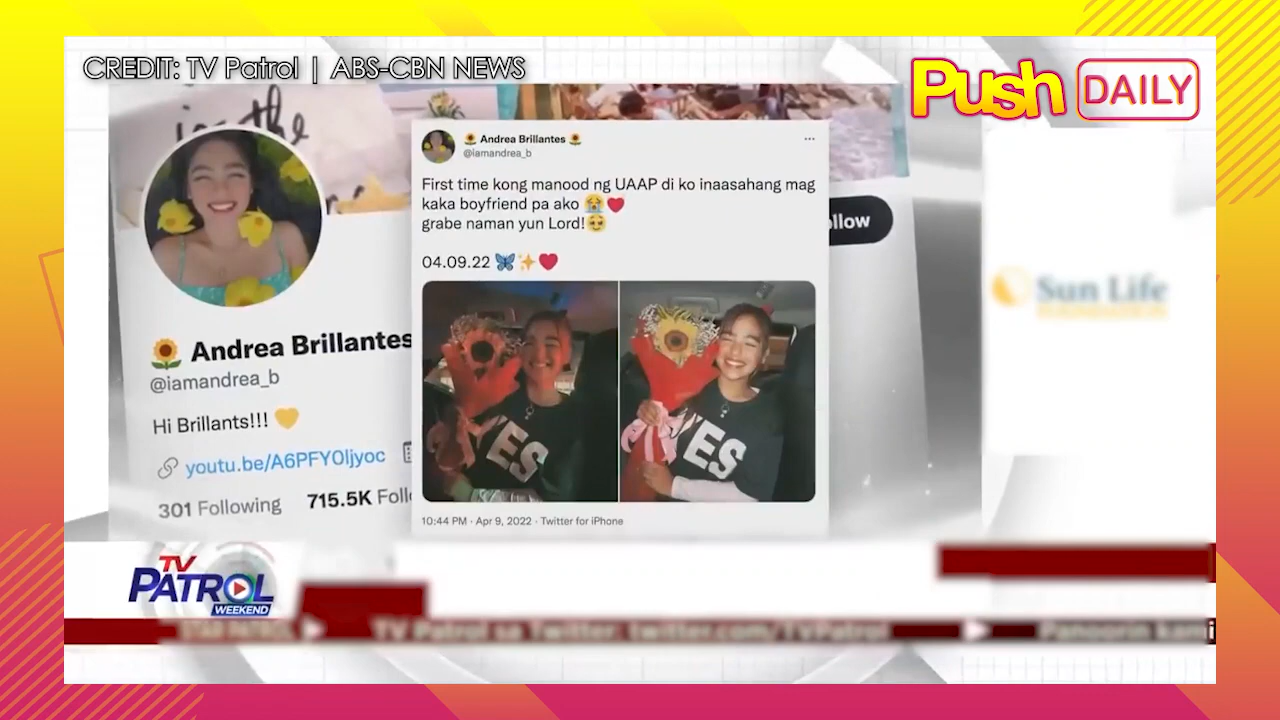 CREDIT: TV Patrol | ABS-CBN NEWS
Push DAILY
🌻 Andrea Brillantes 🌻
@iamandrea_b
First time kong manood ng UAAP di ko inaasahang mag
kaka boyfriend pa ako 😭❤️
grabe naman yun Lord!🥹
04.09.22 🦋✨❤️
YES
YES
10:44 PM · Apr 9, 2022 · Twitter for iPhone
ollow
🌻 Andrea Brillantes
@iamandrea_b
Hi Brillants!!! 💛
youtu.be/A6PFY0ljyoc
301 Following 715.5K Foll
Sun Life
TV PATROL
WEEKEND
TV Patrol sa Twitter: twitter.com/TVPatrol
Panoorin